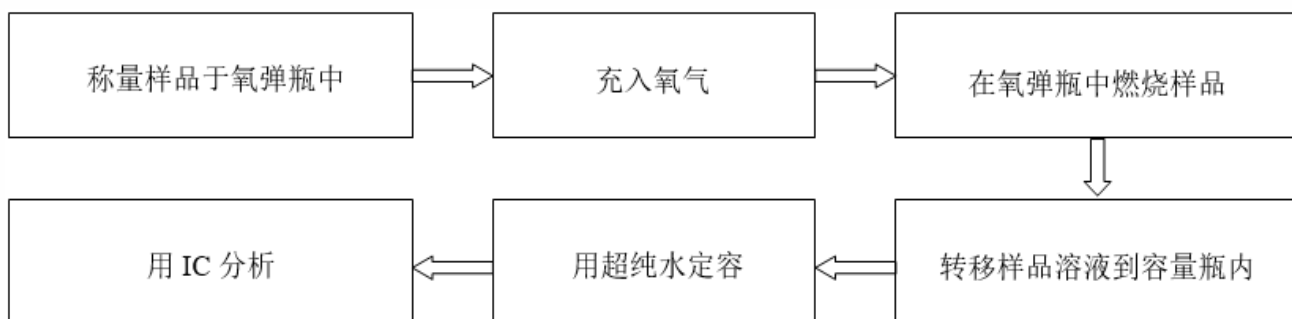 称量样品于氧弹瓶中
充入氧气
在氧弹瓶中燃烧样品
转移样品溶液到容量瓶内
用超纯水定容
用 IC 分析